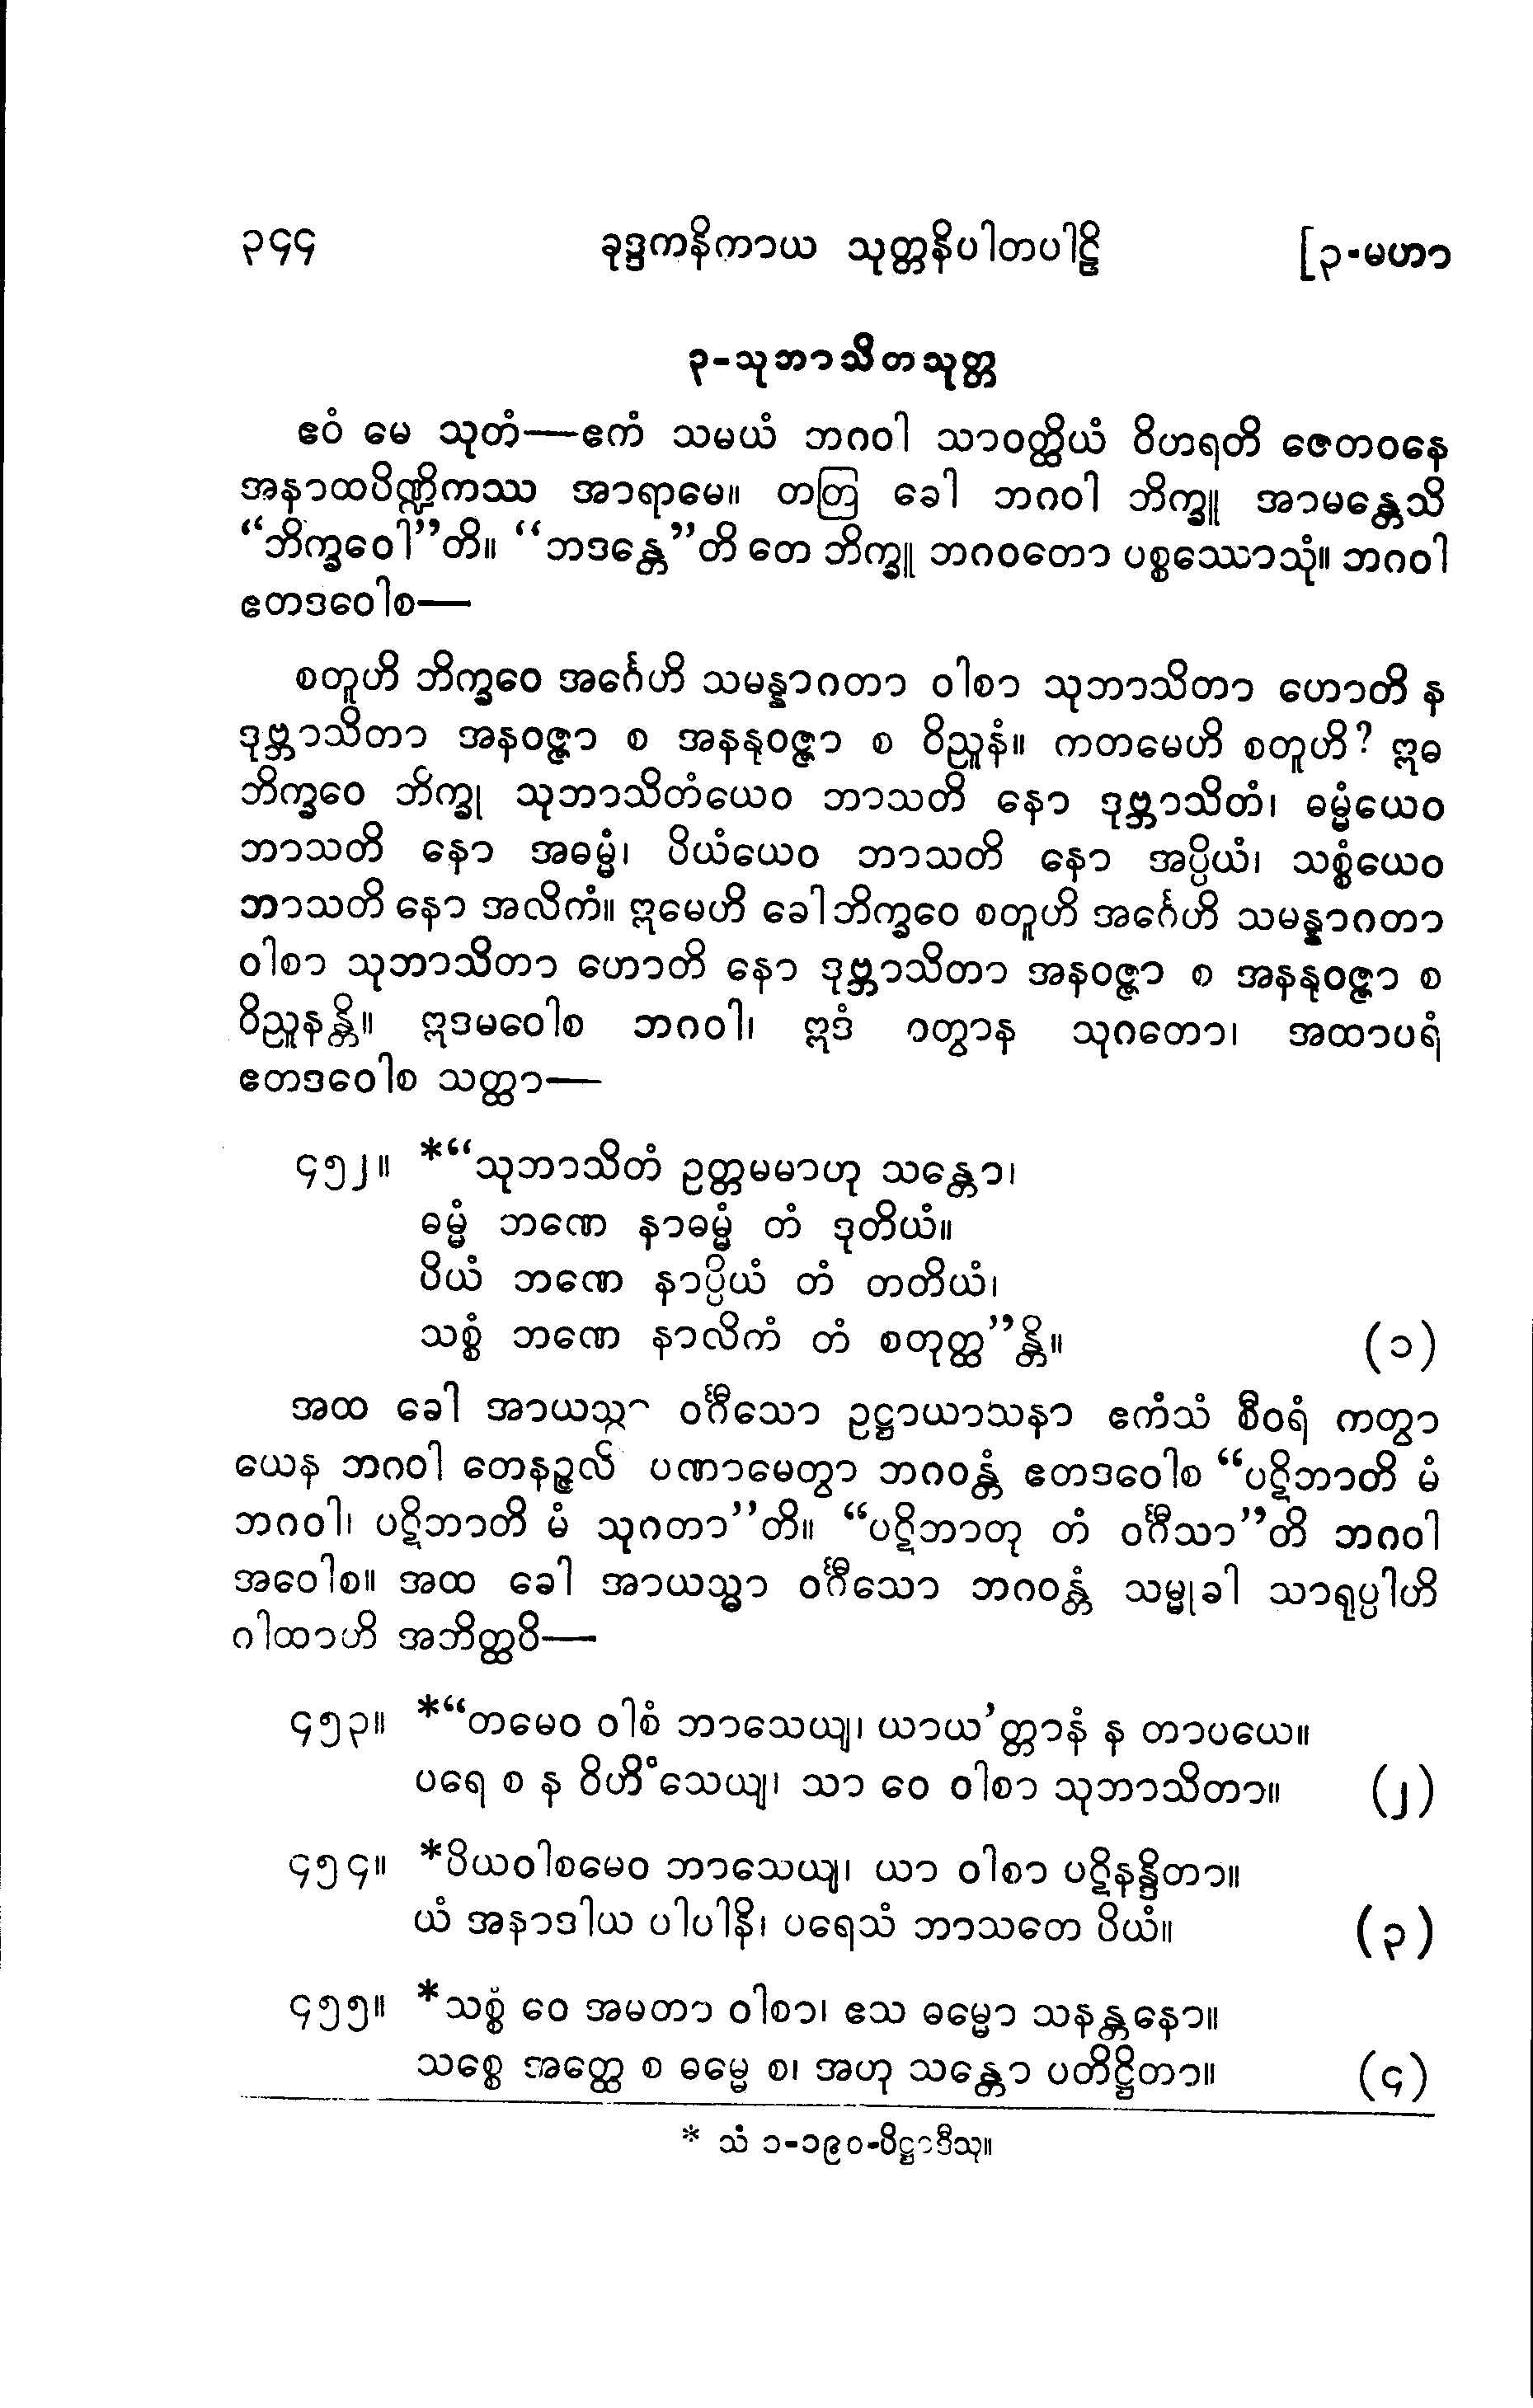 ၃၄၄ ခုဒ္ဒကနိကာယ သုတ္တနိပါတပါဠိ [၃-မဟာ
၃-သုဘာသိတသုတ္တ
ဧဝံ မေ သုတံ—ဧကံ သမယံ ဘဂဝါ သာဝတ္ထိယံ ဝိဟရတိ ဇေတဝနေ
အနာထပိဏ္ဍိကဿ အာရာမေ။ တတြ ခေါ ဘဂဝါ ဘိက္ခူ အာမန္တေသိ
“ဘိက္ခဝေါ”တိ။ “ဘဒန္တေ”တိ တေ ဘိက္ခူ ဘဂဝတော ပစ္စဿောသုံ။ ဘဂဝါ
ဧတဒဝေါစ—
စတူဟိ ဘိက္ခဝေ အင်္ဂေဟိ သမန္နာဂတာ ဝါစာ သုဘာသိတာ ဟောတိ န
ဒုဗ္ဘာသိတာ အနဝဇ္ဇာ စ အနနုဝဇ္ဇာ စ ဝိညူနံ။ ကတမေဟိ စတူဟိ? ဣဓ
ဘိက္ခဝေ ဘိက္ခု သုဘာသိတံယေဝ ဘာသတိ နော ဒုဗ္ဘာသိတံ၊ ဓမ္မံယေဝ
ဘာသတိ နော အဓမ္မံ၊ ပိယံယေဝ ဘာသတိ နော အပ္ပိယံ၊ သစ္စံယေဝ
ဘာသတိ နော အလိကံ။ ဣမေဟိ ခေါ ဘိက္ခဝေ စတူဟိ အင်္ဂေဟိ သမန္နာဂတာ
ဝါစာ သုဘာသိတာ ဟောတိ နော ဒုဗ္ဘာသိတာ အနဝဇ္ဇာ စ အနနုဝဇ္ဇာ စ
ဝိညူနန္တိ။ ဣဒမဝေါစ ဘဂဝါ၊ ဣဒံ ဂတွာန သုဂတော၊ အထာပရံ
ဧတဒဝေါစ သတ္ထာ—
၄၅၂။ *“သုဘာသိတံ ဥတ္တမမာဟု သန္တော၊
ဓမ္မံ ဘဏေ နာဓမ္မံ တံ ဒုတိယံ။
ပိယံ ဘဏေ နာပ္ပိယံ တံ တတိယံ၊
သစ္စံ ဘဏေ နာလိကံ တံ စတုတ္ထ”န္တိ။ (၁)
အထ ခေါ အာယသ္မာ ဝင်္ဂီသော ဥဋ္ဌာယာသနာ ဧကံသံ စီဝရံ ကတွာ
ယေန ဘဂဝါ တေနဉ္ဇလိံ ပဏာမေတွာ ဘဂဝန္တံ ဧတဒဝေါစ “ပဋိဘာတိ မံ
ဘဂဝါ၊ ပဋိဘာတိ မံ သုဂတာ”တိ။ “ပဋိဘာတု တံ ဝင်္ဂီသာ”တိ ဘဂဝါ
အဝေါစ။ အထ ခေါ အာယသ္မာ ဝင်္ဂီသော ဘဂဝန္တံ သမ္မုခါ သာရုပ္ပါဟိ
ဂါထာဟိ အဘိတ္ထဝိ—
၄၅၃။ *“တမေဝ ဝါစံ ဘာသေယျ၊ ယာယ’တ္တာနံ န တာပယေ။
ပရေ စ န ဝိဟိံသေယျ၊ သာ ဝေ ဝါစာ သုဘာသိတာ။ (၂)
၄၅၄။ *ပိယဝါစမေဝ ဘာသေယျ၊ ယာ ဝါစာ ပဋိနန္ဒိတာ။
ယံ အနာဒါယ ပါပါနိ၊ ပရေသံ ဘာသတေ ပိယံ။ (၃)
၄၅၅။ *သစ္စံ ဝေ အမတာ ဝါစာ၊ ဧသ ဓမ္မော သနန္တနော။
သစ္စေ အတ္ထေ စ ဓမ္မေ စ၊ အဟု သန္တော ပတိဋ္ဌိတာ။ (၄)
* သံ ၁-၁၉၀-ပိဋ္ဌာဒီသု။